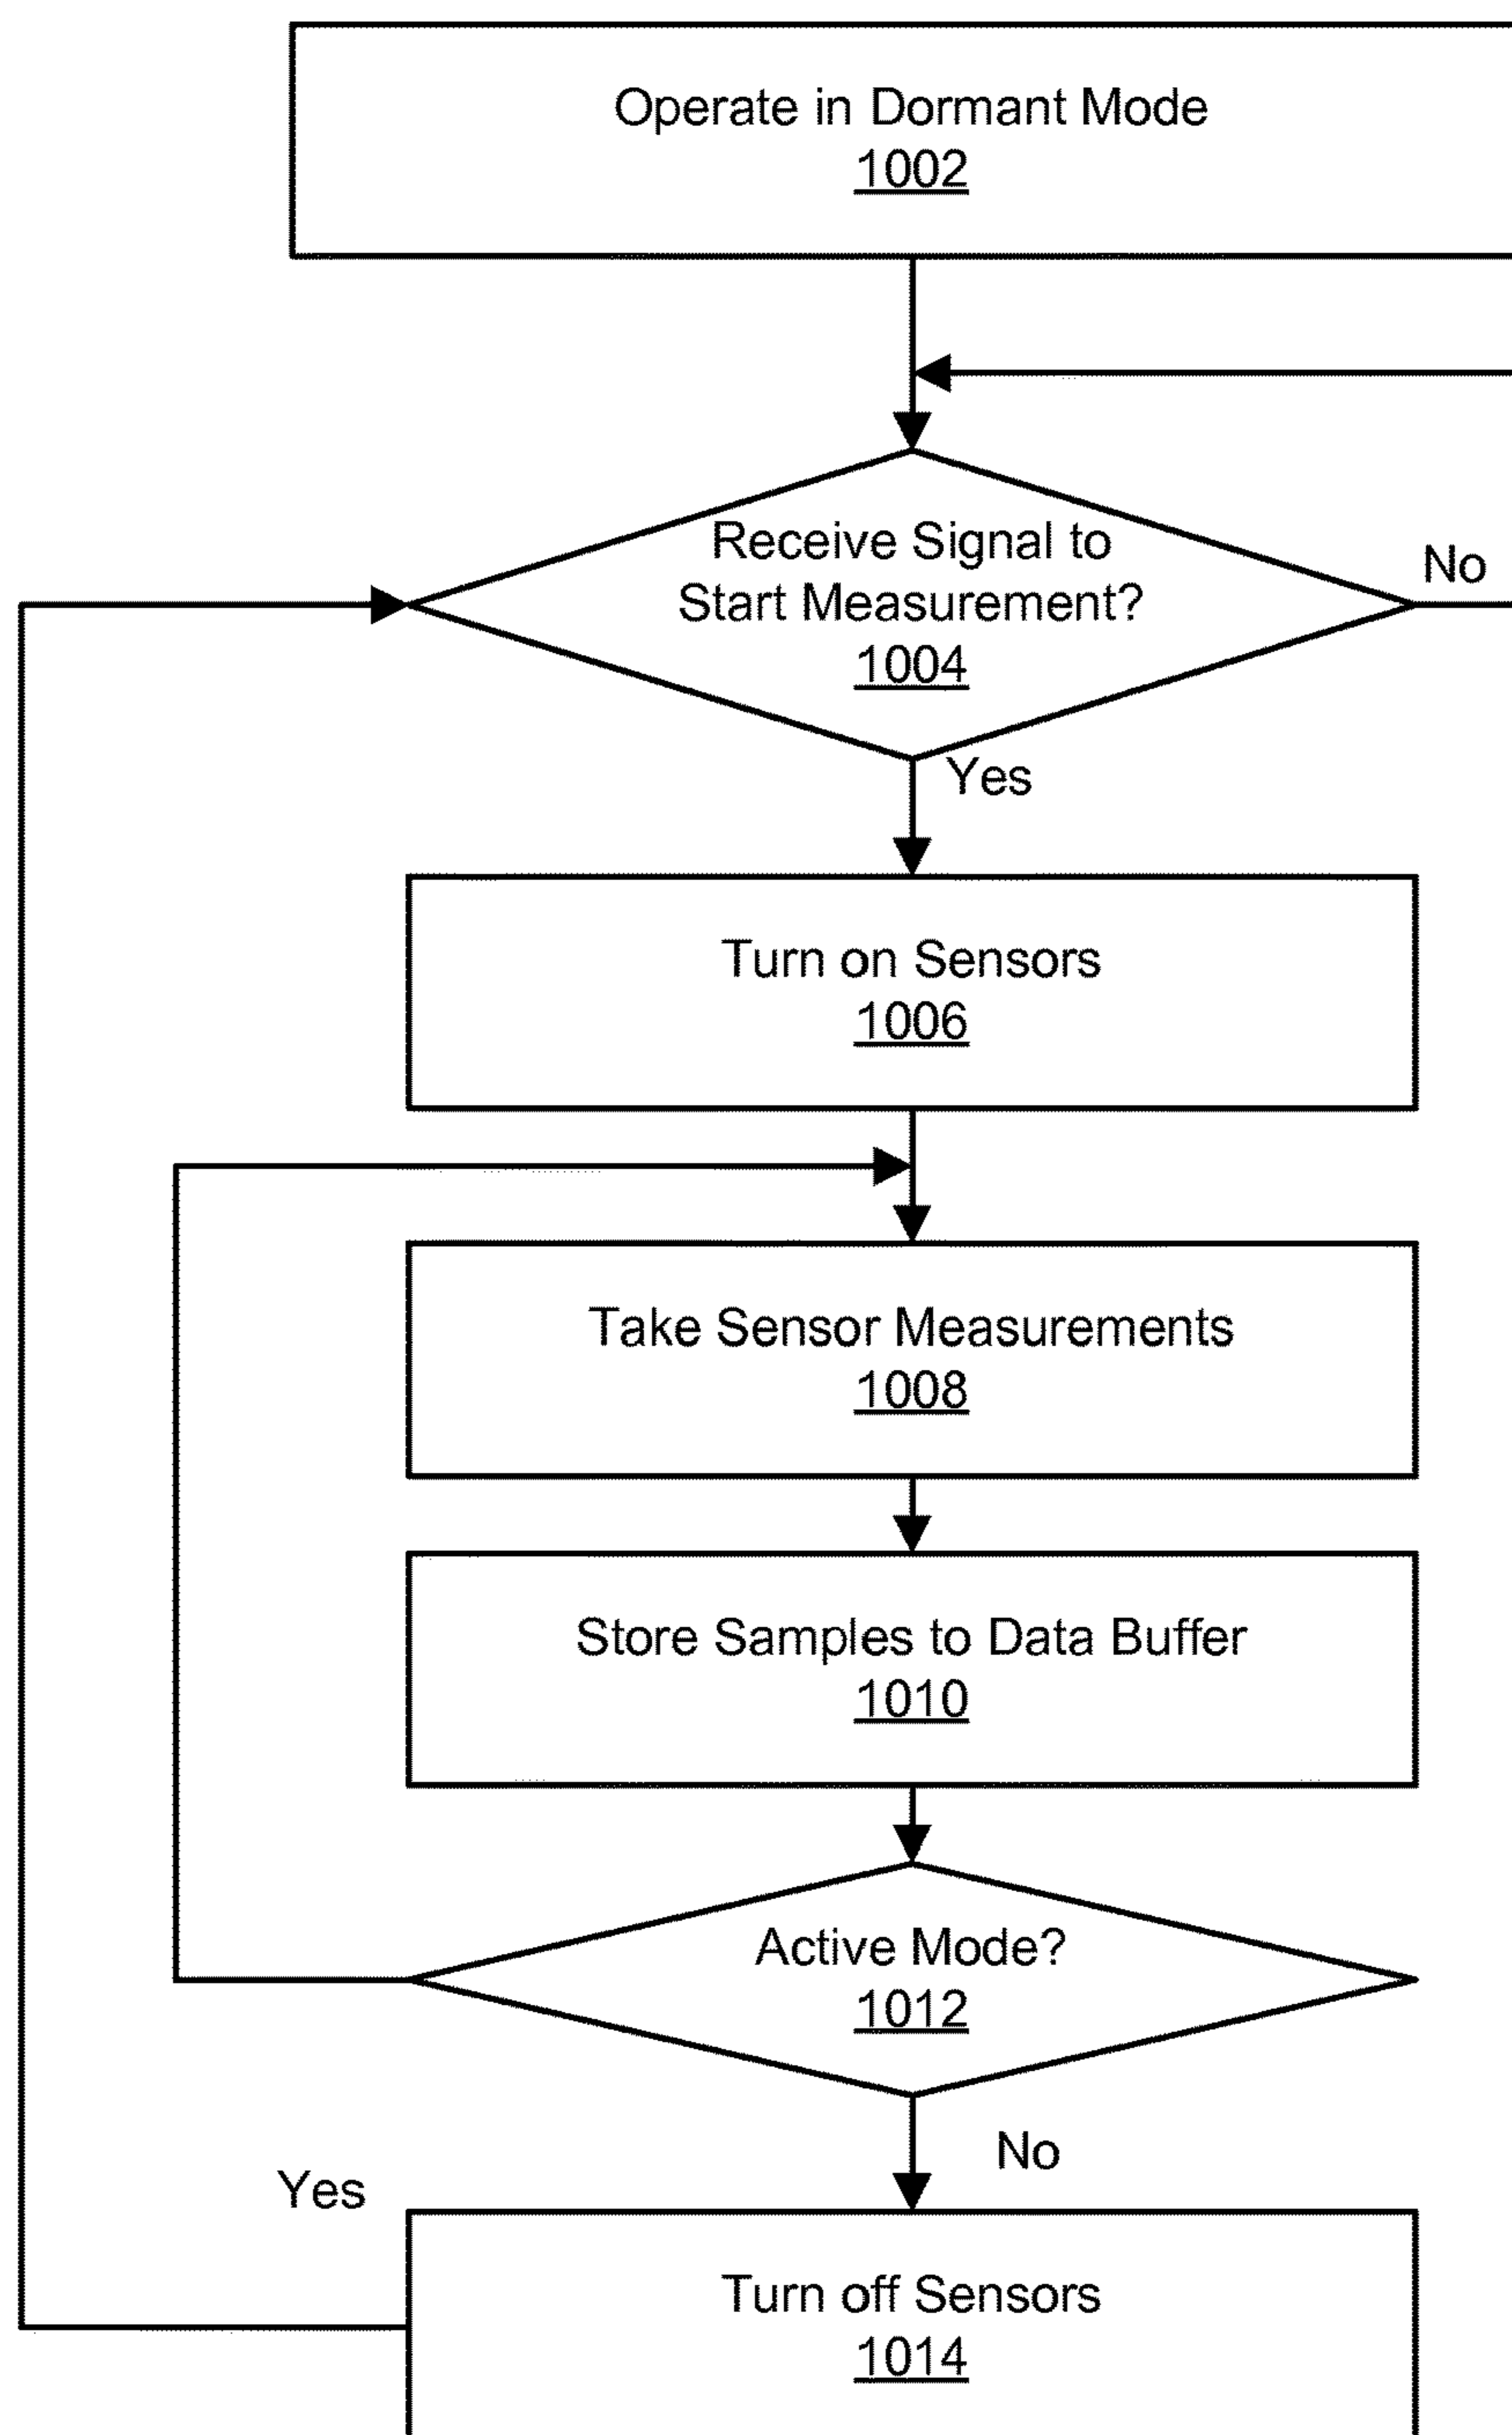 Operate in Dormant Mode
1002
Receive Signal to
Start Measurement?
1004
No
Yes
Turn on Sensors
1006
Take Sensor Measurements
1008
Store Samples to Data Buffer
1010
Active Mode?
1012
No
Yes
Turn off Sensors
1014